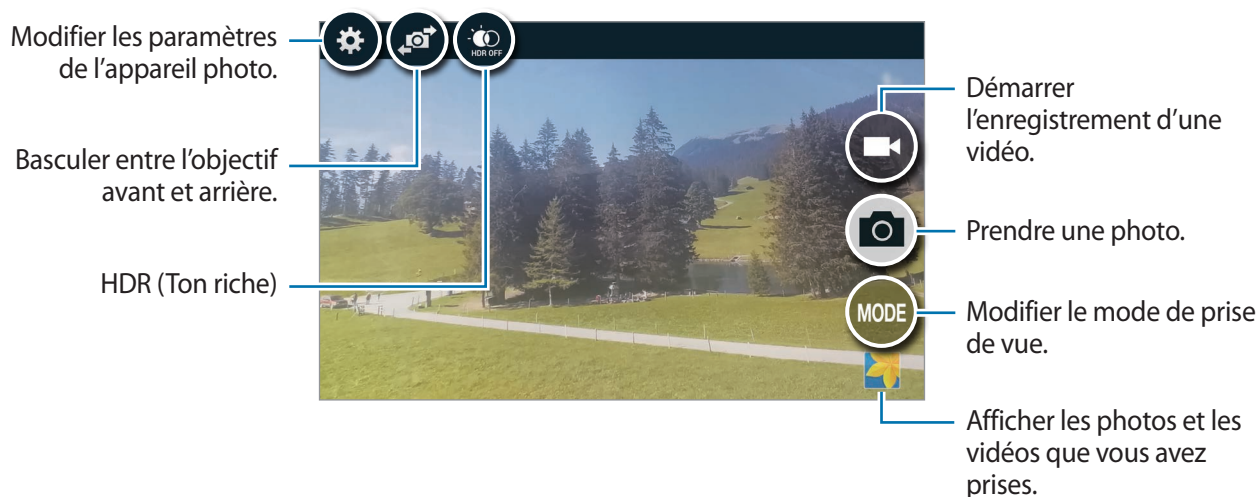 Modifier les paramètres
de l’appareil photo.
Basculer entre l’objectif
avant et arrière.
HDR (Ton riche)
HDR OFF
Démarrer
l’enregistrement d’une
vidéo.
Prendre une photo.
MODE
Modifier le mode de prise
de vue.
Afficher les photos et les
vidéos que vous avez
prises.